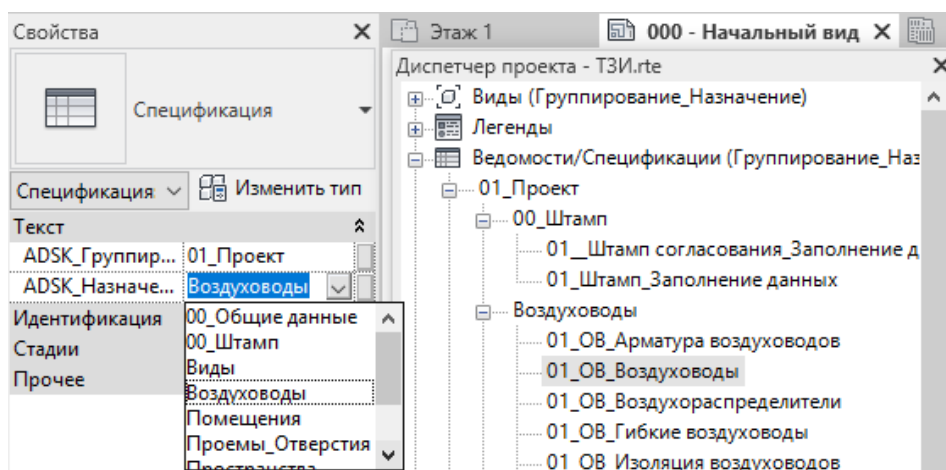 Свойства
Спецификация
Спецификация
Изменить тип
Текст
ADSK_Группир... 01_Проект
ADSK_Назначе... Воздуховоды
Идентификация
Стадии
Прочее
00_Общие данные
00_Штамп
Виды
Воздуховоды
Помещения
Проемы_Отверстия
Пространства
Этаж 1
000 - Начальный вид
Диспетчер проекта - ТЗИ.rte
Виды (Группирование_Назначение)
Легенды
Ведомости/Спецификации (Группирование_Наз
01_Проект
00_Штамп
01__Штамп согласования_Заполнение д
01_Штамп_Заполнение данных
Воздуховоды
01_ОВ_Арматура воздуховодов
01_ОВ_Воздуховоды
01_ОВ_Воздухораспределители
01_ОВ_Гибкие воздуховоды
01_ОВ_Изоляция воздуховодов